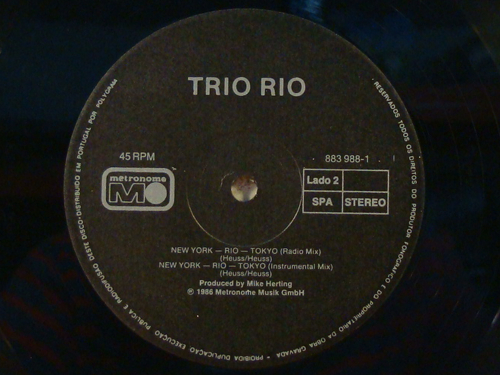 TRIO RIO
45 RPM
883 988-1
metronome
Lado 2
SPA STEREO
NEW YORK — RIO — TOKYO (Radio Mix)
(Heuss/Heuss)
NEW YORK — RIO — TOKYO (Instrumental Mix)
(Heuss/Heuss)
Produced by Mike Herting
℗ 1986 Metronome Musik GmbH
RESERVADOS TODOS OS DIREITOS DO PRODUTOR FONOGRÁFICO E DO PROPRIETÁRIO DA OBRA GRAVADA • PROIBIDA DUPLICAÇÃO, EXECUÇÃO PÚBLICA E RADIODIFUSÃO DESTE DISCO • DISTRIBUIDO EM PORTUGAL POR POLYGRAM